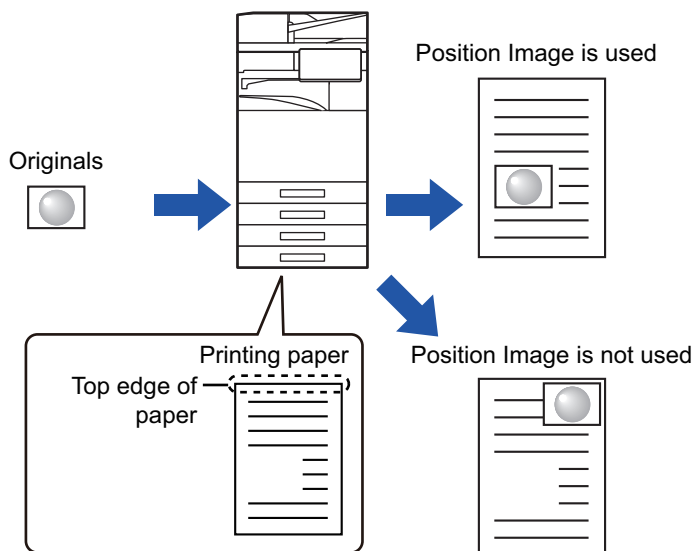 Position Image is used
Originals
Printing paper
Top edge of
paper
Position Image is not used